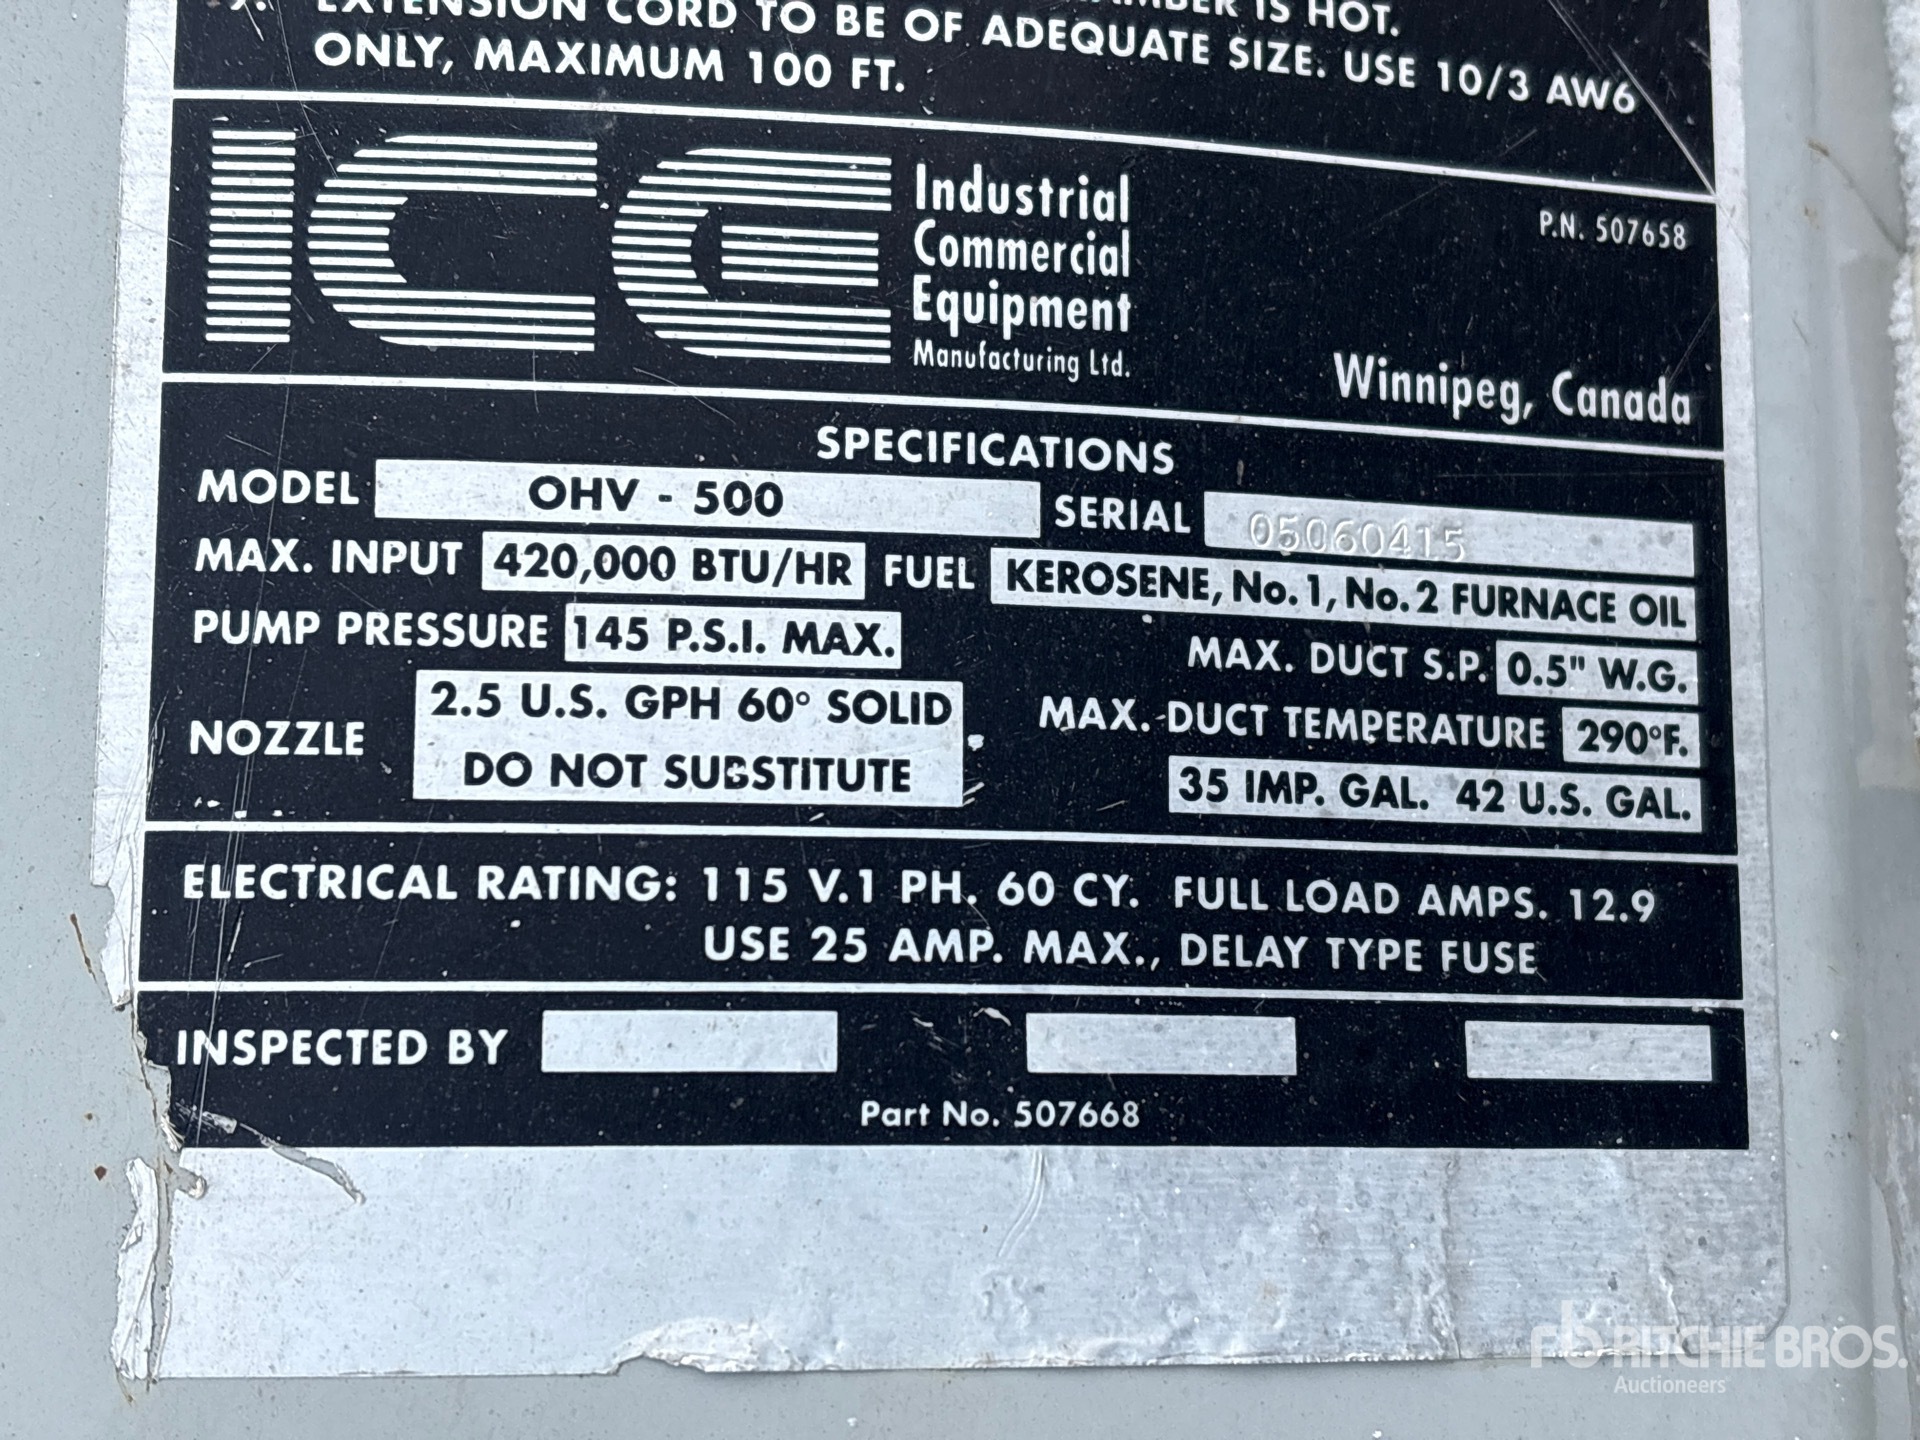 IS HOT.
EXTENSION CORD TO BE OF ADEQUATE SIZE. USE 10/3 AW6
ONLY, MAXIMUM 100 FT.
ICE
Industrial
Commercial
Equipment
Manufacturing Ltd.
P.N. 507658
Winnipeg, Canada
SPECIFICATIONS
MODEL OHV - 500 SERIAL 05060415
MAX. INPUT 420,000 BTU/HR FUEL KEROSENE, No. 1, No. 2 FURNACE OIL
PUMP PRESSURE 145 P.S.I. MAX. MAX. DUCT S.P. 0.5" W.G.
NOZZLE 2.5 U.S. GPH 60° SOLID
DO NOT SUBSTITUTE
MAX. DUCT TEMPERATURE 290°F.
35 IMP. GAL. 42 U.S. GAL.
ELECTRICAL RATING: 115 V.1 PH. 60 CY. FULL LOAD AMPS. 12.9
USE 25 AMP. MAX., DELAY TYPE FUSE
INSPECTED BY
Part No. 507668
rb RITCHIE BROS.
Auctioneers